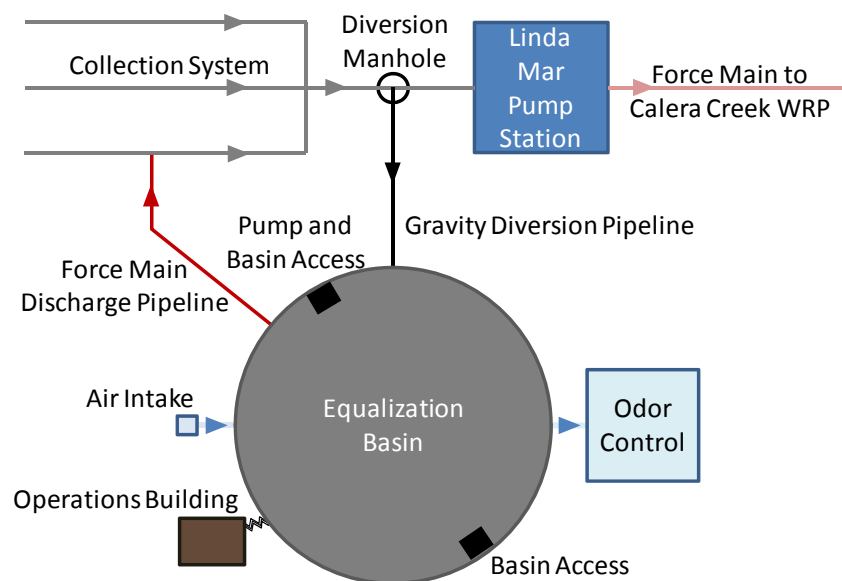 Diversion
Manhole
Linda
Mar
Pump
Station
Collection System
Force Main to
Calera Creek WRP
Pump and
Basin Access
Gravity Diversion Pipeline
Force Main
Discharge Pipeline
Air Intake
Equalization
Basin
Odor
Control
Operations Building
Basin Access